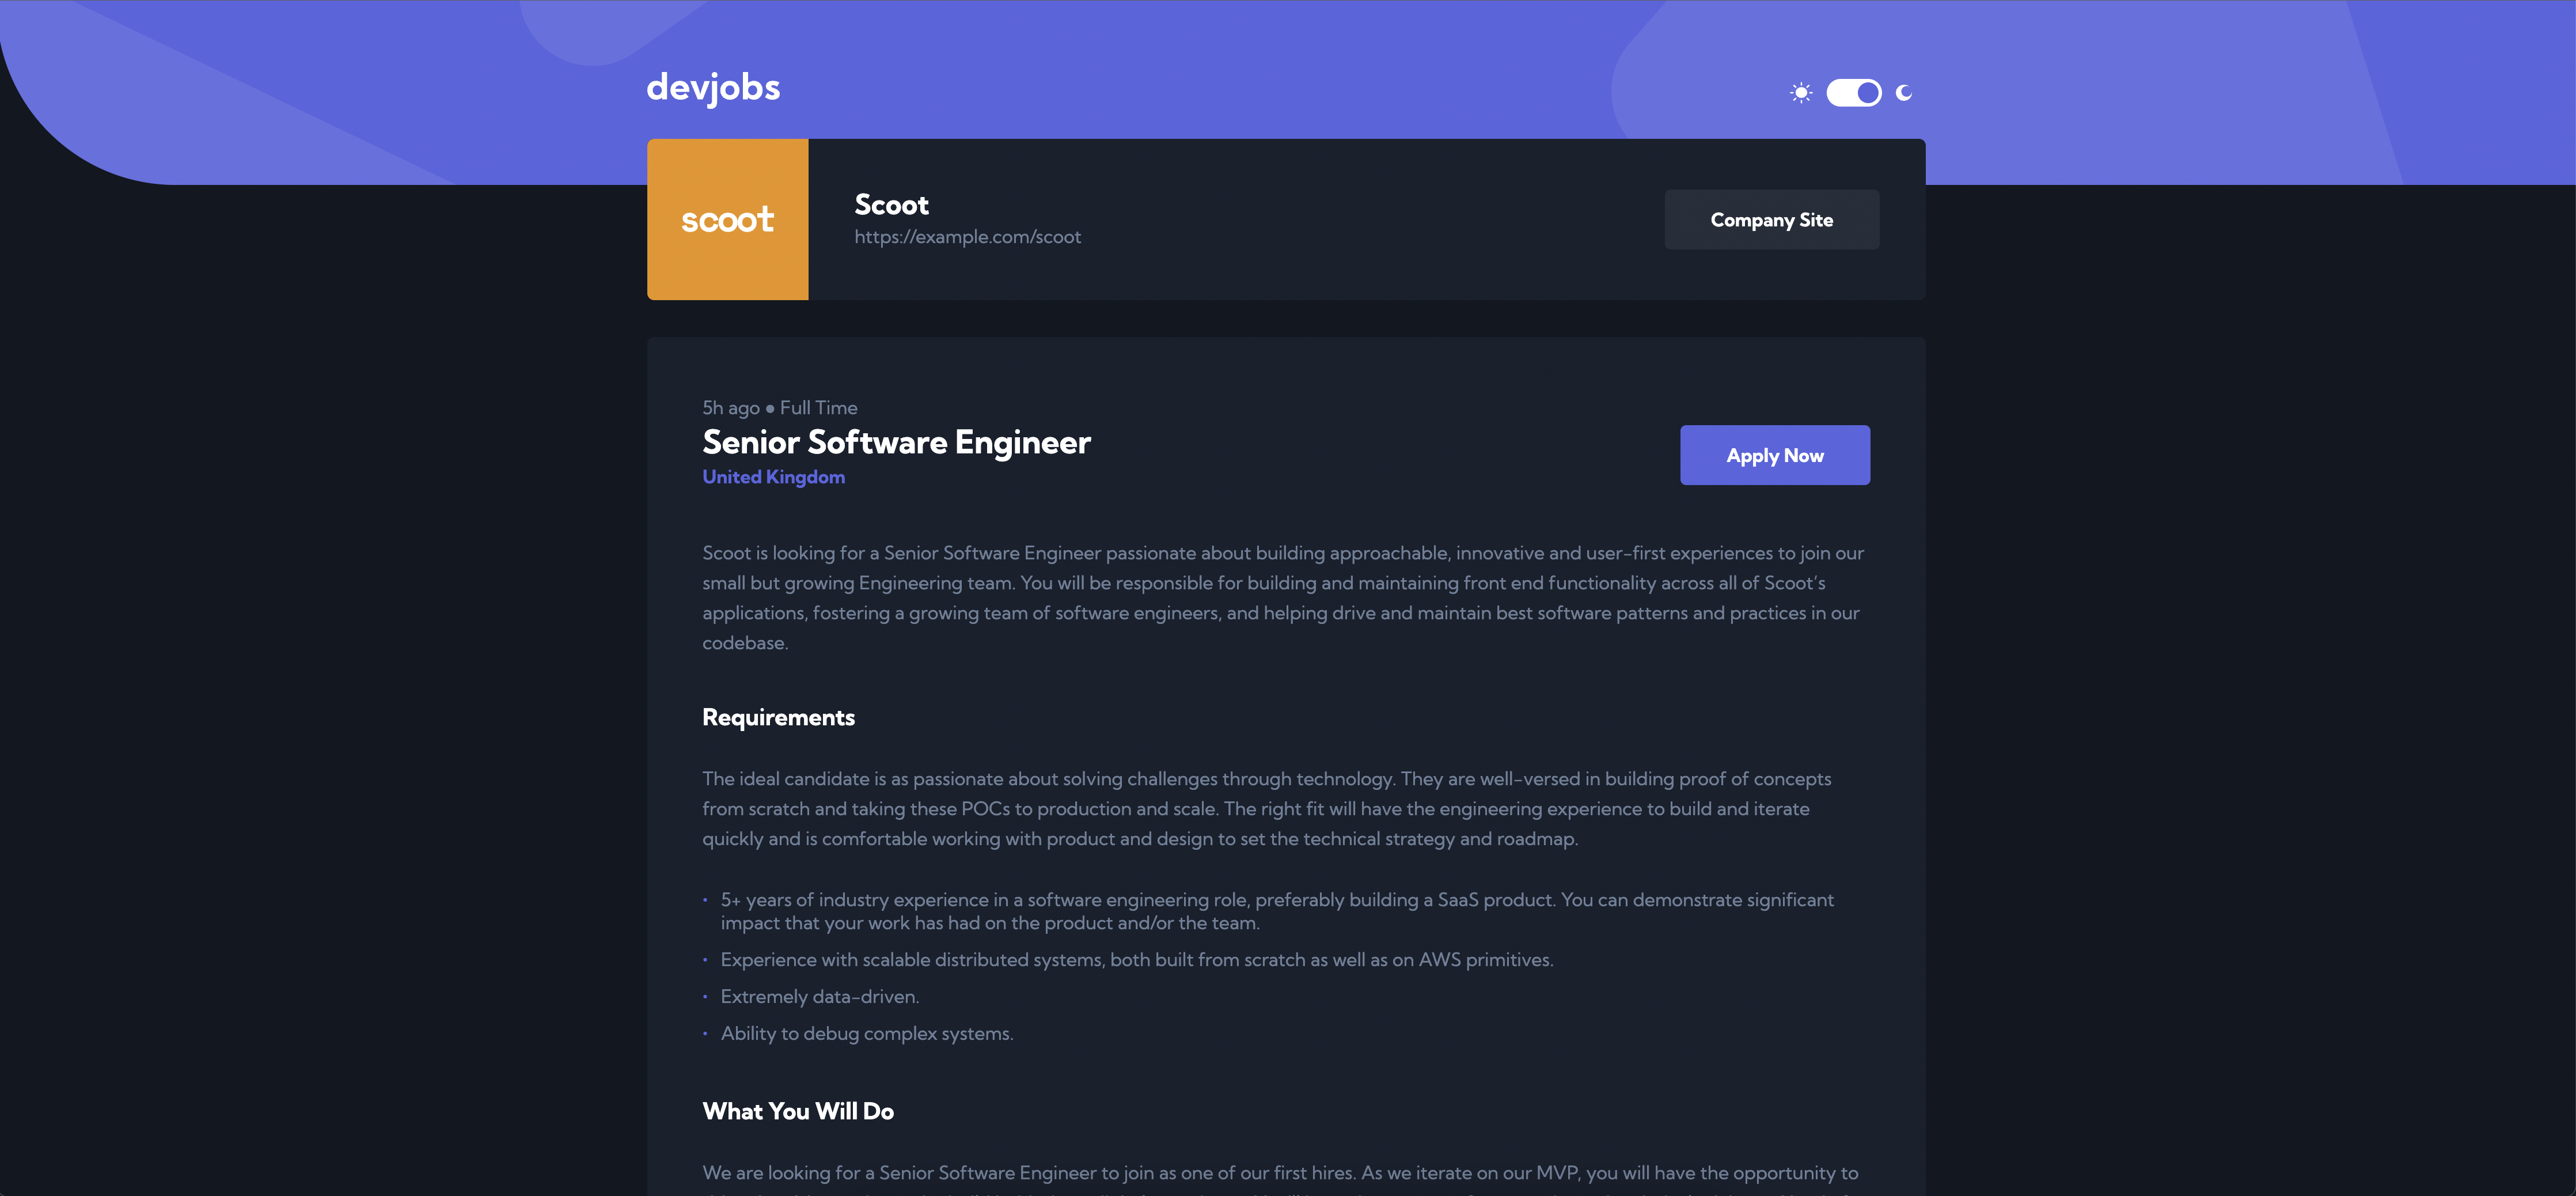 devjobs
scoot
Scoot
https://example.com/scoot
Company Site
5h ago ● Full Time
Senior Software Engineer
United Kingdom
Apply Now
Scoot is looking for a Senior Software Engineer passionate about building approachable, innovative and user-first experiences to join our
small but growing Engineering team. You will be responsible for building and maintaining front end functionality across all of Scoot’s
applications, fostering a growing team of software engineers, and helping drive and maintain best software patterns and practices in our
codebase.
Requirements
The ideal candidate is as passionate about solving challenges through technology. They are well-versed in building proof of concepts
from scratch and taking these POCs to production and scale. The right fit will have the engineering experience to build and iterate
quickly and is comfortable working with product and design to set the technical strategy and roadmap.
• 5+ years of industry experience in a software engineering role, preferably building a SaaS product. You can demonstrate significant
impact that your work has had on the product and/or the team.
• Experience with scalable distributed systems, both built from scratch as well as on AWS primitives.
• Extremely data-driven.
• Ability to debug complex systems.
What You Will Do
We are looking for a Senior Software Engineer to join as one of our first hires. As we iterate on our MVP, you will have the opportunity to